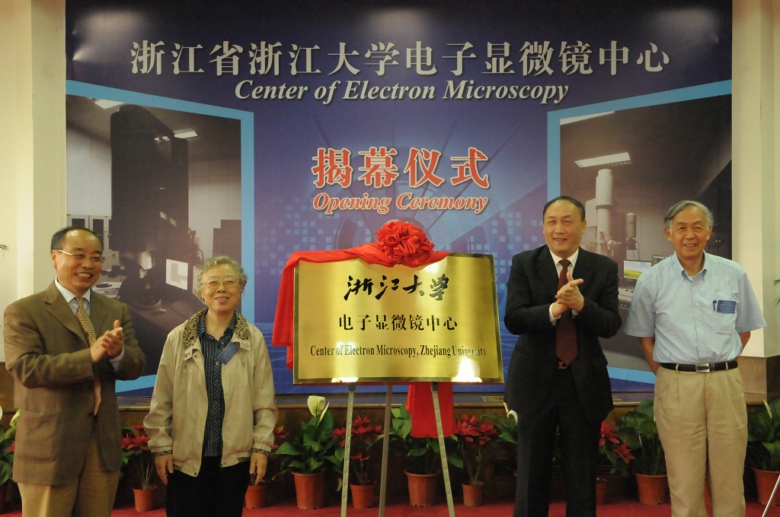 浙江省浙江大学电子显微镜中心
Center of Electron Microscopy
揭幕仪式
Opening Ceremony
浙江大学
电子显微镜中心
Center of Electron Microscopy, Zhejiang University